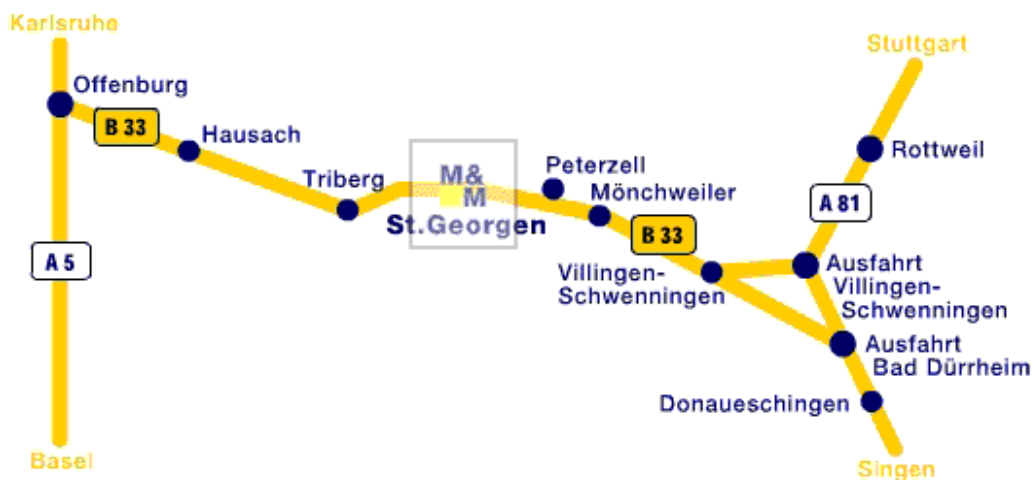 Karlsruhe
Stuttgart
Offenburg
B 33
Hausach
Rottweil
Triberg
M&
M
St.Georgen
Peterzell
Mönchweiler
A 81
B 33
A 5
Villingen-
Schwenningen
Ausfahrt
Villingen-
Schwenningen
Ausfahrt
Bad Dürrheim
Donaueschingen
Basel
Singen